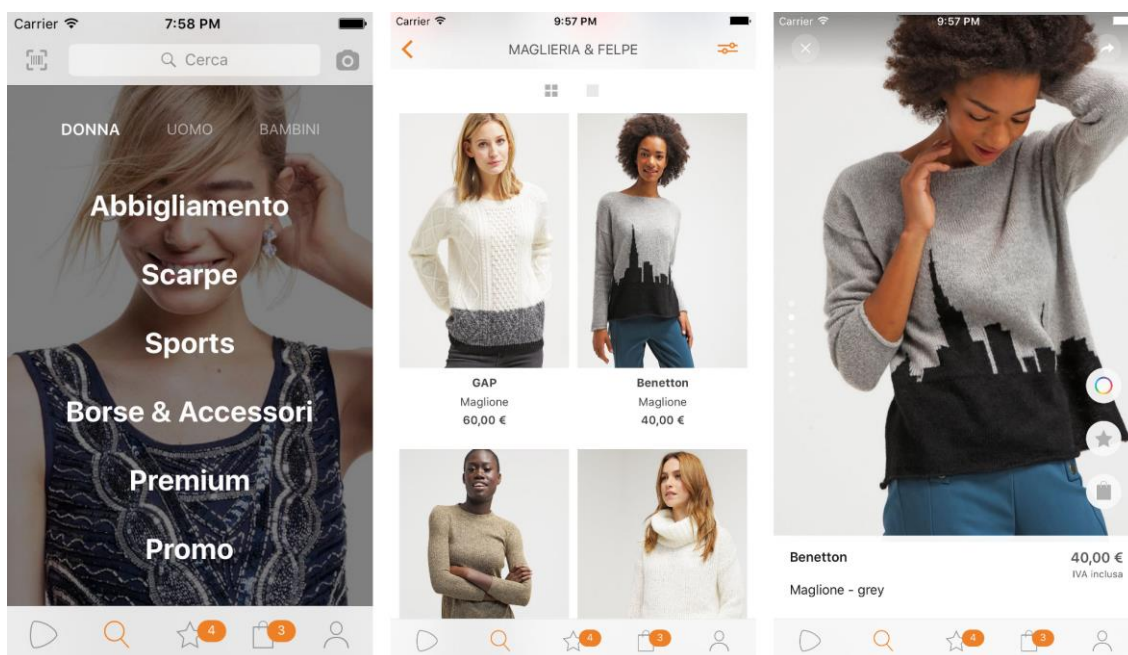 Carrier 7:58 PM
Cerca
DONNA UOMO BAMBINI
Abbigliamento
Scarpe
Sports
Borse & Accessori
Premium
Promo
4 3
Carrier 9:57 PM
MAGLIERIA & FELPE
GAP
Maglione
60,00 €
Benetton
Maglione
40,00 €
4 3
Carrier 9:57 PM
Benetton 40,00 €
IVA inclusa
Maglione - grey
4 3